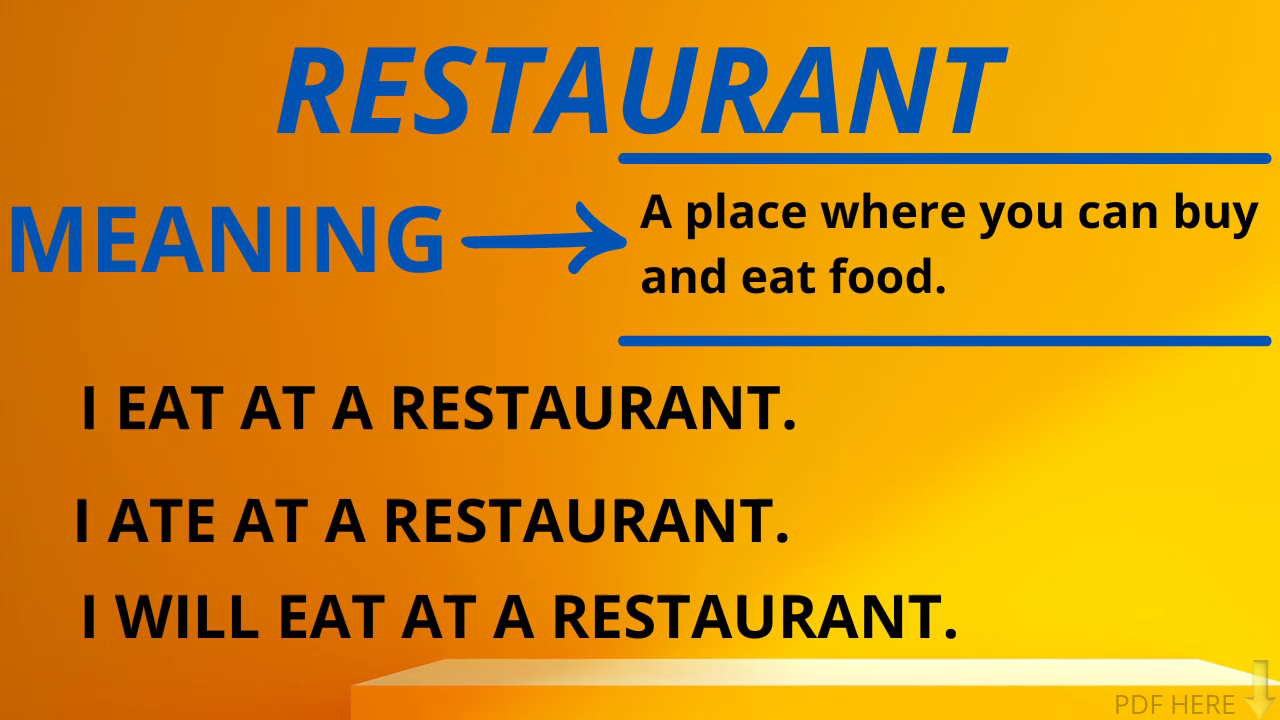 RESTAURANT
MEANING
A place where you can buy
and eat food.
I EAT AT A RESTAURANT.
I ATE AT A RESTAURANT.
I WILL EAT AT A RESTAURANT.
PDF HERE